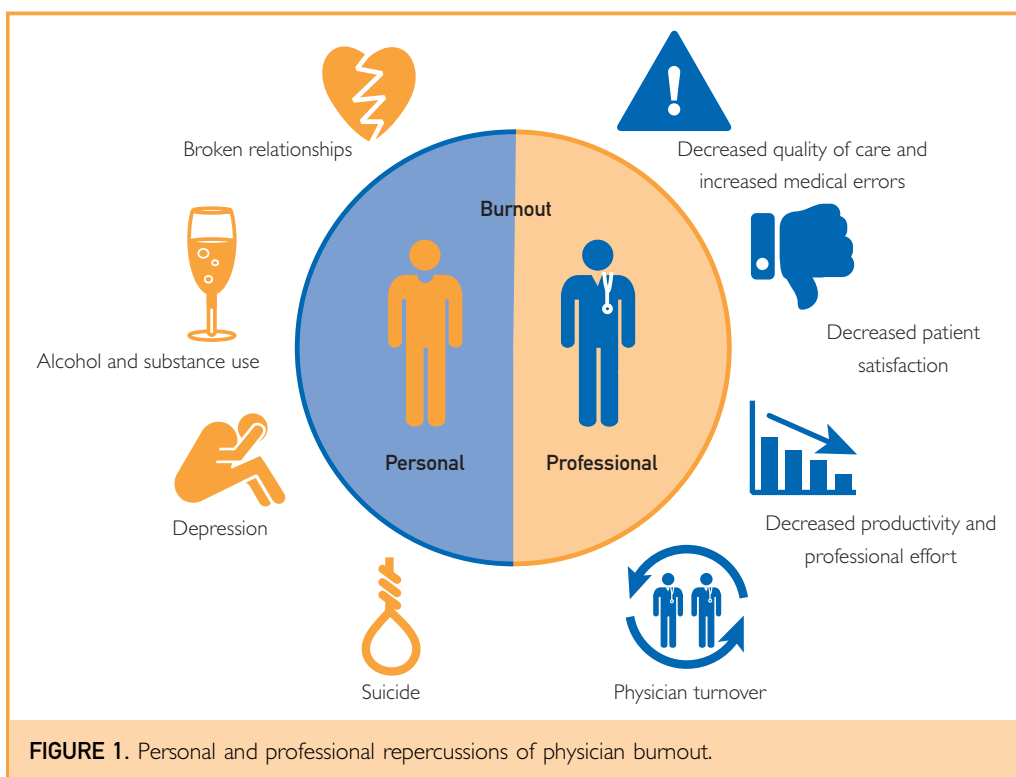 Broken relationships
Alcohol and substance use
Depression
Suicide
Burnout
Personal
Professional
Decreased quality of care and
increased medical errors
Decreased patient
satisfaction
Decreased productivity and
professional effort
Physician turnover
FIGURE 1. Personal and professional repercussions of physician burnout.